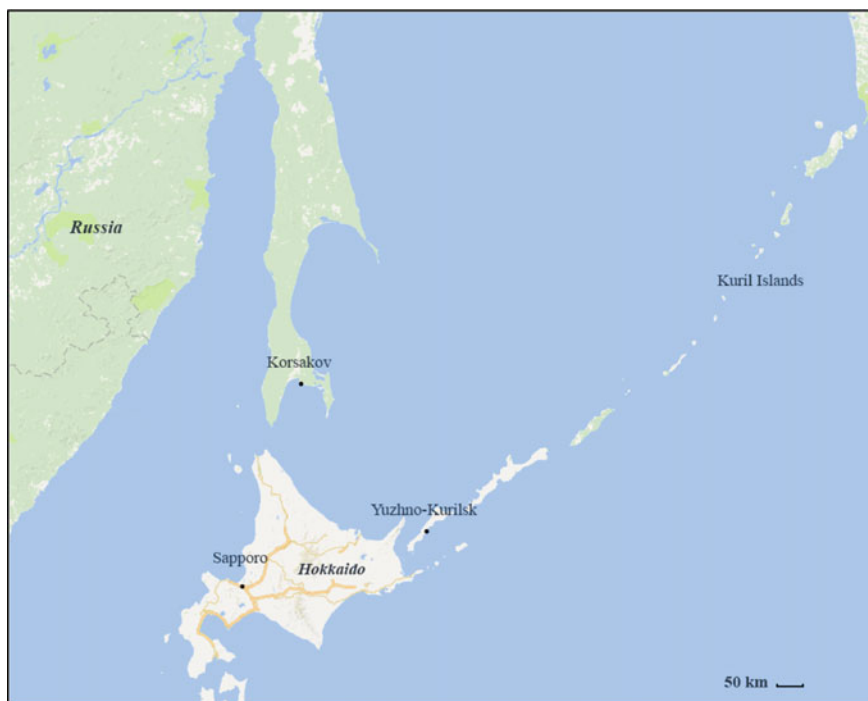 Russia
Kuril Islands
Korsakov
Yuzhno-Kurilsk
Sapporo
Hokkaido
50 km